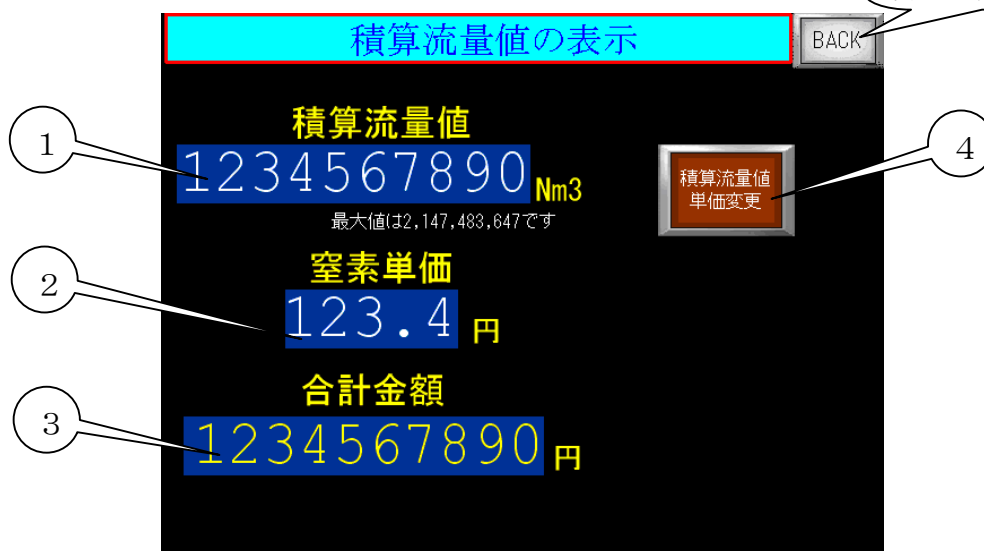 積算流量値の表示
BACK
1
積算流量値
1234567890 Nm3
最大値は2,147,483,647です
4
積算流量値
単価変更
2
窒素単価
123.4 円
3
合計金額
1234567890 円